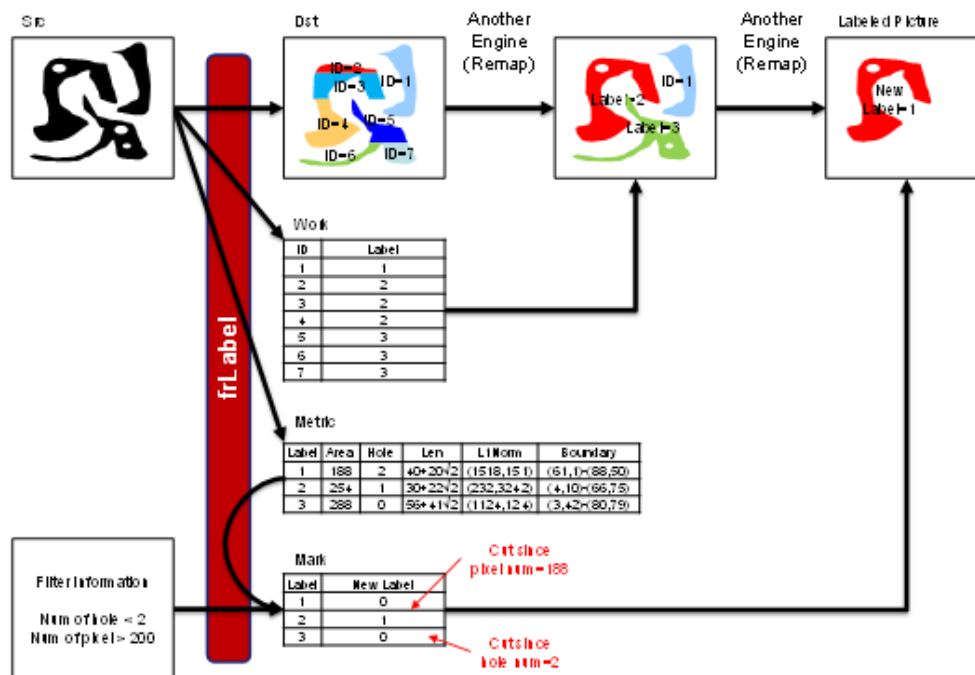 Src
Dst
Another
Engine
(Remap)
Another
Engine
(Remap)
Labeled Picture
ID=1
ID=2
ID=3
ID=4
ID=5
ID=6
ID=7
ID=1
Label=2
Label=3
New
Label=1
frLabel
Work
ID Label
1 1
2 2
3 2
4 2
5 3
6 3
7 3
Metric
Label Area Hole Len L1Norm Boundary
1 188 2 40+20√2 (1518,151) (61,1)-(88,50)
2 254 1 30+22√2 (232,3242) (4,10)-(66,75)
3 288 0 56+41√2 (1124,124) (3,42)-(80,79)
Filter Information
Num of hole < 2
Num of pixel > 200
Mark
Label New Label
1 0
2 1
3 0
Cut since
pixel num=188
Cut since
hole num=2